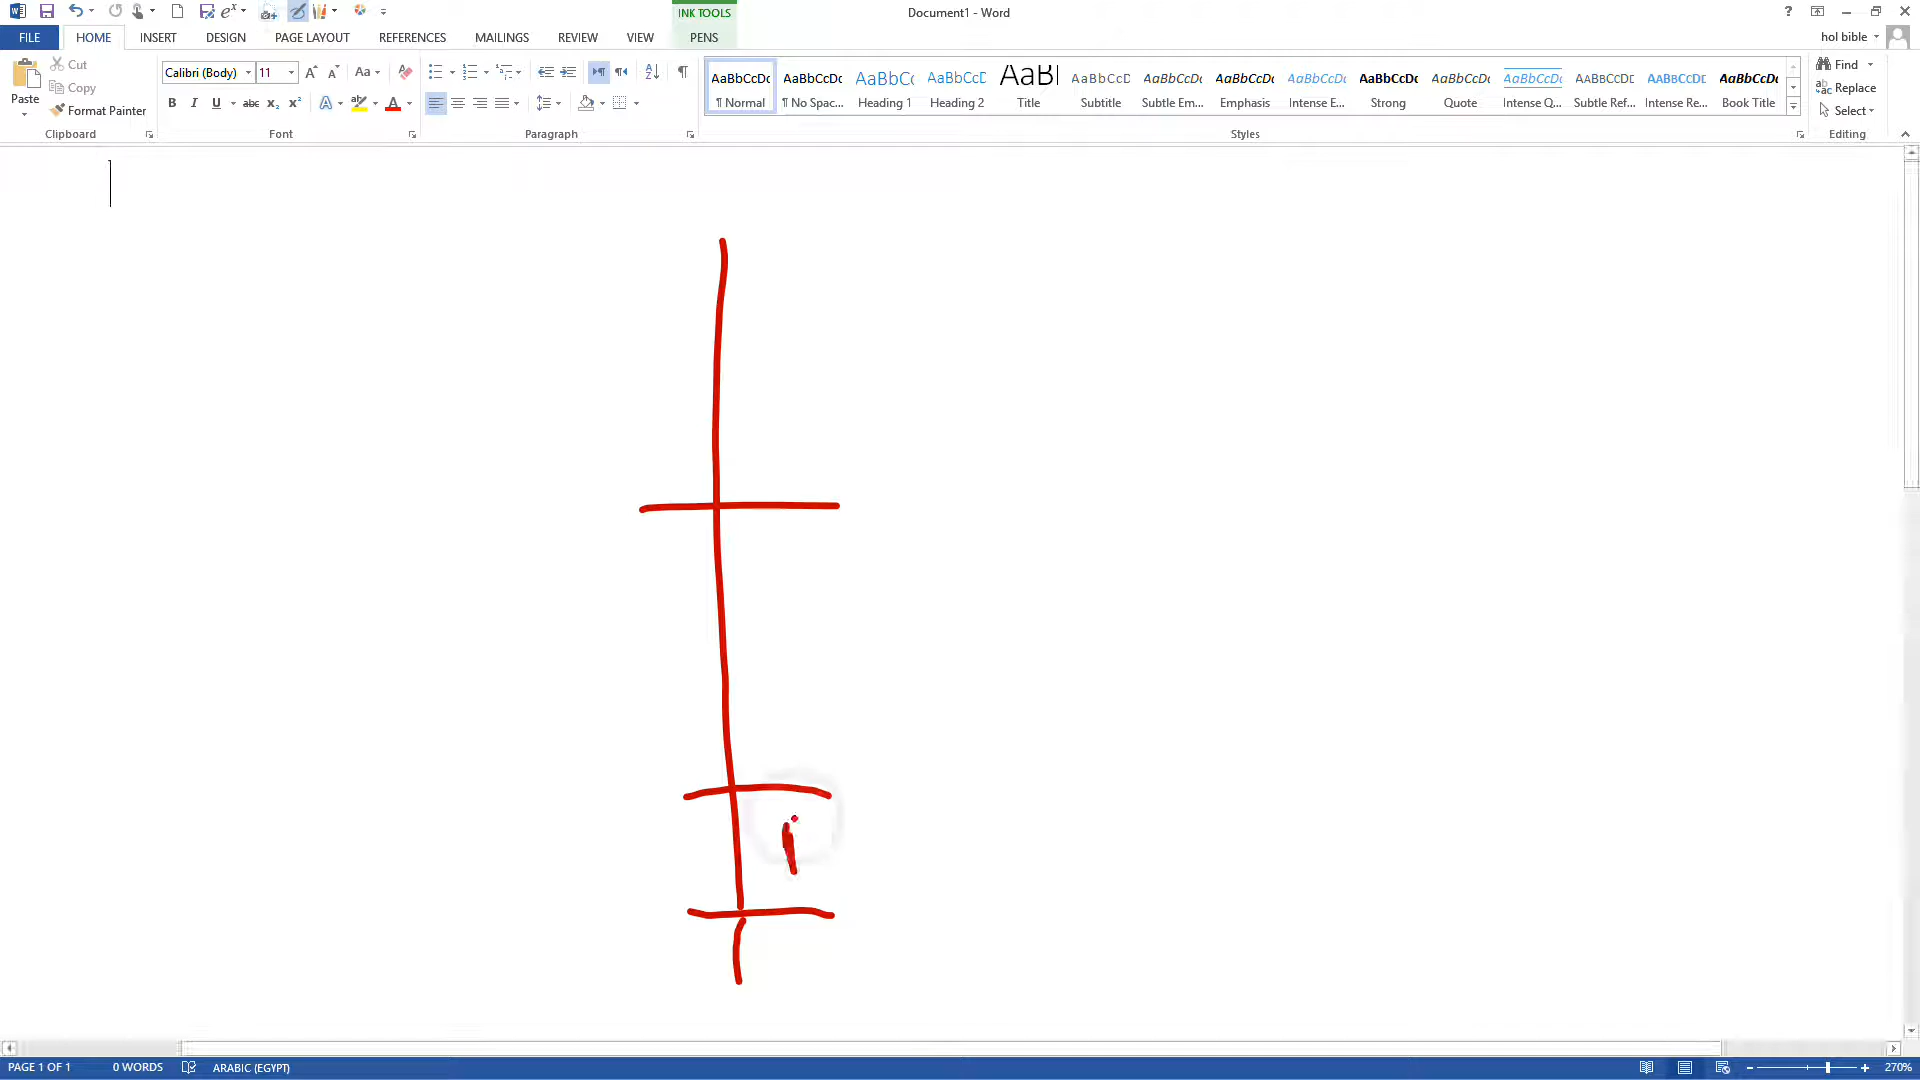 INK TOOLS
Document1 - Word
?
FILE HOME INSERT DESIGN PAGE LAYOUT REFERENCES MAILINGS REVIEW VIEW PENS
hol bible
Paste
Cut
Copy
Format Painter
Clipboard
Calibri (Body) 11
Aa
B I U abc x₂ x² A A
Font
Paragraph
AaBbCcDc AaBbCcDc AaBbCc AaBbCcD AaBl AaBbCcD AaBbCcDc AaBbCcDc AaBbCcDc AaBbCcDc AaBbCcDc AaBbCcDc AaBbCcDd AaBbCcDd AaBbCcDc
¶ Normal ¶ No Spac... Heading 1 Heading 2 Title Subtitle Subtle Em... Emphasis Intense E... Strong Quote Intense Q... Subtle Ref... Intense Re... Book Title
Styles
Find
Replace
Select
Editing
PAGE 1 OF 1 0 WORDS ARABIC (EGYPT) 270%